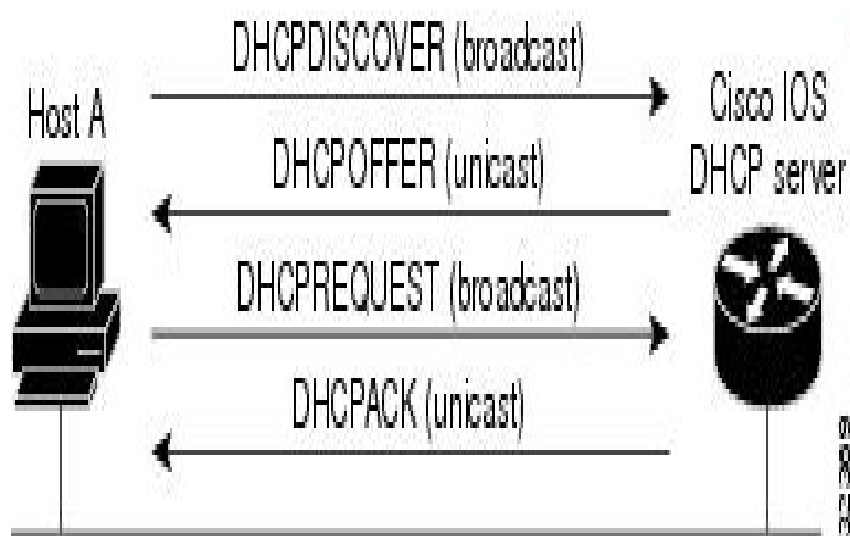 DHCPDISCOVER (broadcast)
Host A
Cisco IOS
DHCP server
DHCPOFFER (unicast)
DHCPREQUEST (broadcast)
DHCPACK (unicast)